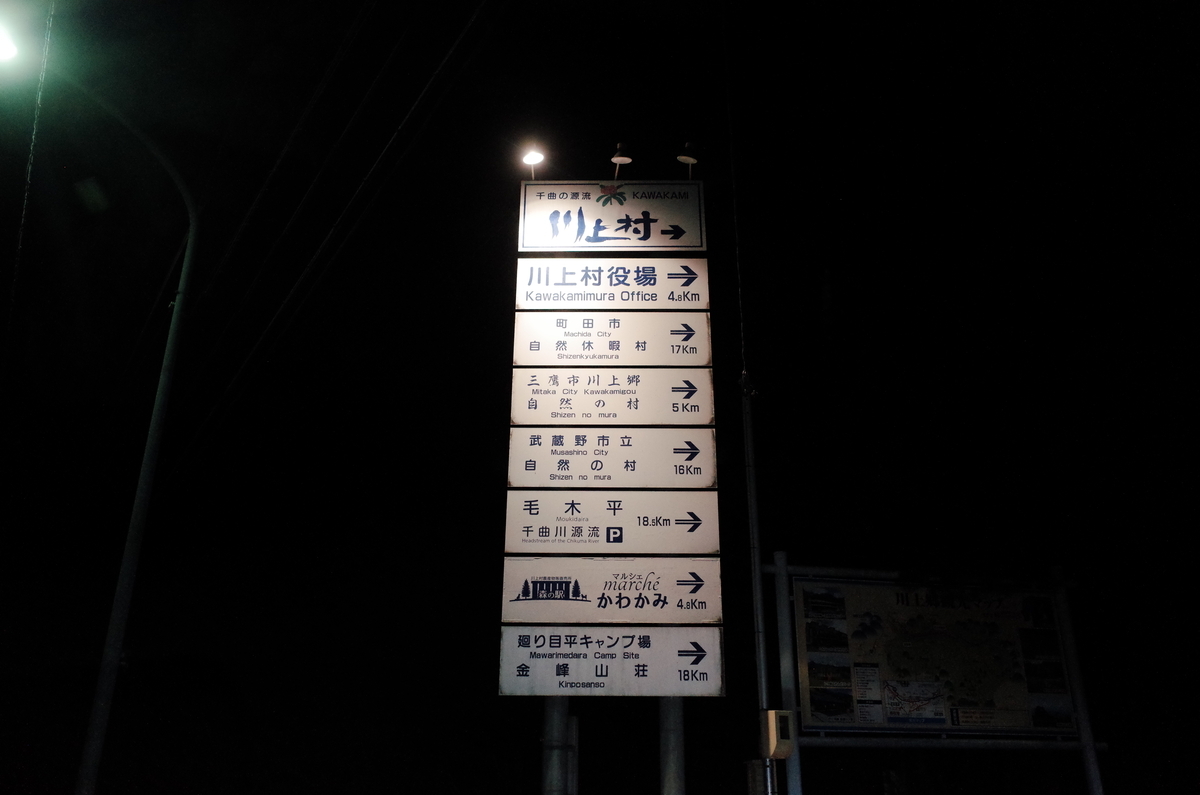 千曲の源流 KAWAKAMI
川上村
川上村役場
Kawakamimura Office 4.8Km
町田市
Machida City
自然休暇村 17Km
Shizenkyukamura
三鷹市川上郷
Mitaka City Kawakamigou
自然の村 5Km
Shizen no mura
武蔵野市立
Musashino City
自然の村 16Km
Shizen no mura
毛木平 18.5Km
Moukidaira
千曲川源流 P
Headstream of the Chikuma River
森の駅
マルシェ
marché
かわかみ 4.8Km
廻り目平キャンプ場
Mawarimedaira Camp Site
金峰山荘 18Km
Kinposanso